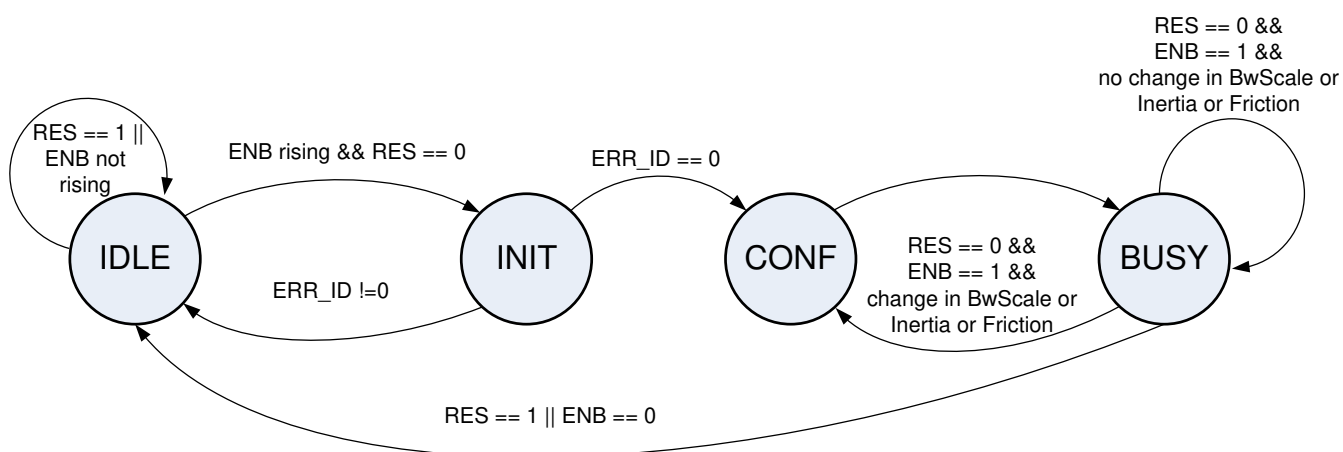 RES == 0 &&
ENB == 1 &&
no change in BwScale or
Inertia or Friction
RES == 1 ||
ENB not
rising
ENB rising && RES == 0
ERR_ID == 0
IDLE
INIT
CONF
BUSY
RES == 0 &&
ENB == 1 &&
change in BwScale or
Inertia or Friction
ERR_ID !=0
RES == 1 || ENB == 0